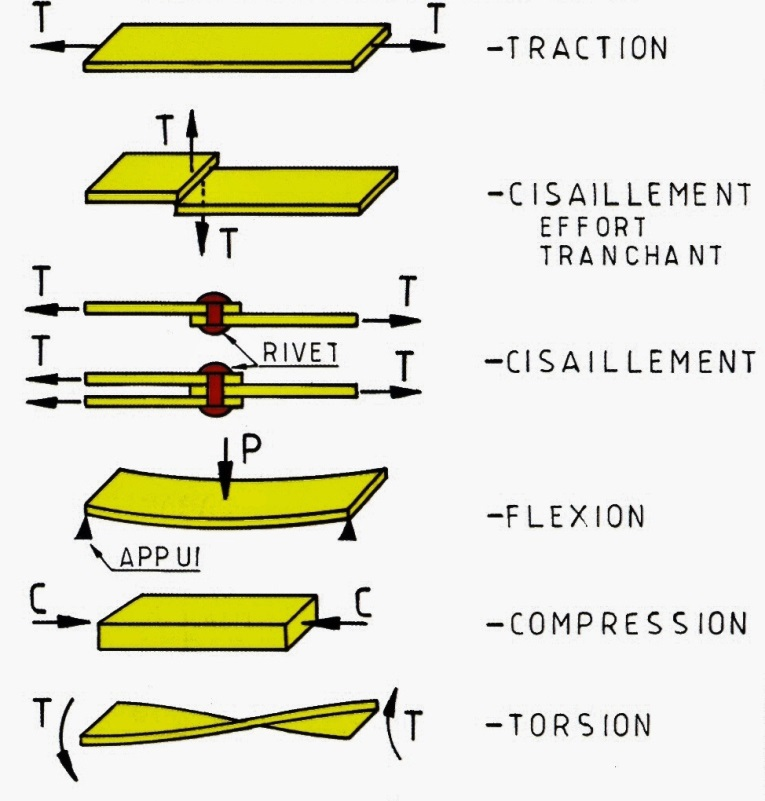 T T -TRACTION
T
T
-CISAILLEMENT
EFFORT
TRANCHANT
T T
RIVET
T T
-CISAILLEMENT
P
-FLEXION
APPUI
C C
-COMPRESSION
T T
-TORSION